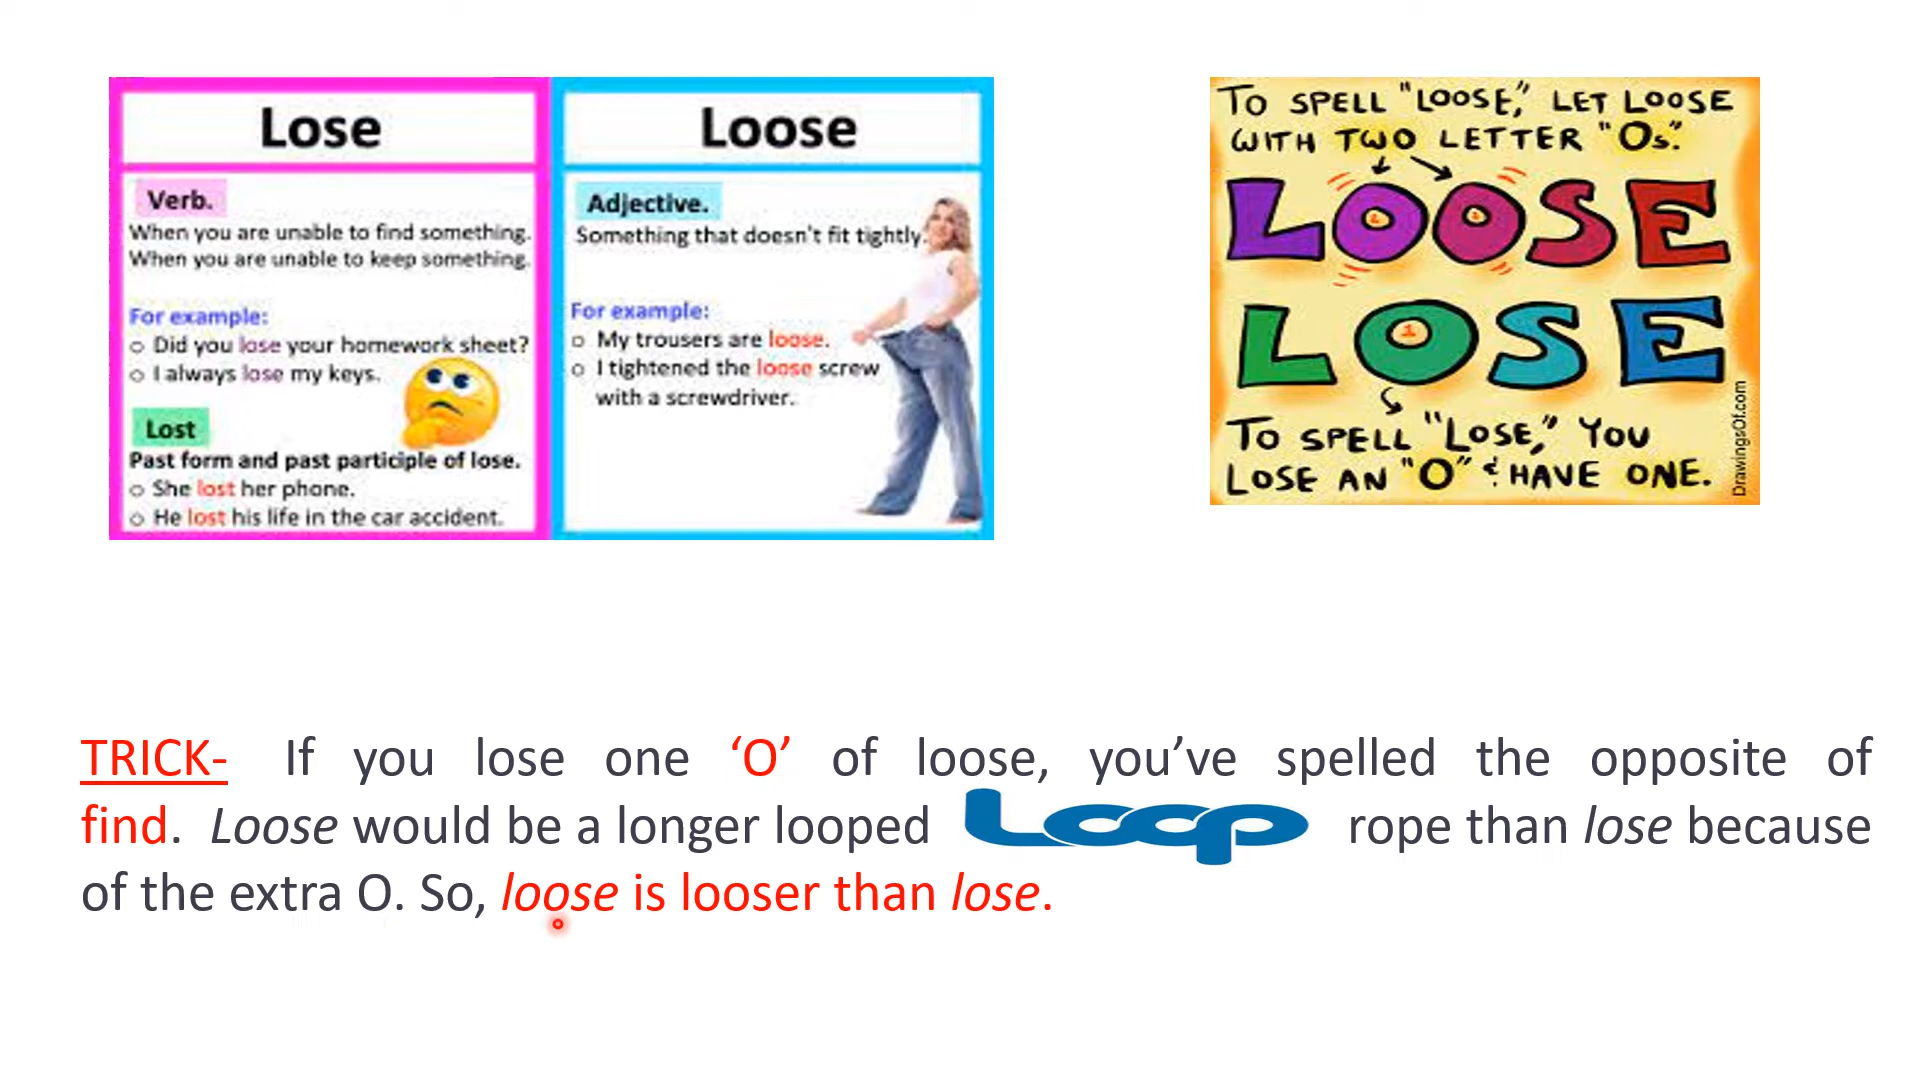 Lose
Verb.
When you are unable to find something.
When you are unable to keep something.
For example:
o Did you lose your homework sheet?
o I always lose my keys.
Lost
Past form and past participle of lose.
o She lost her phone.
o He lost his life in the car accident.
Loose
Adjective.
Something that doesn't fit tightly.
For example:
o My trousers are loose.
o I tightened the loose screw
with a screwdriver.
TO SPELL "LOOSE," LET LOOSE
WITH TWO LETTER "Os."
LOOSE
2 2
LOSE
1
TO SPELL "LOSE," YOU
LOSE AN "O" & HAVE ONE.
DrawingsOf.com
TRICK- If you lose one ‘O’ of loose, you’ve spelled the opposite of
find. Loose would be a longer looped Loop rope than lose because
of the extra O. So, loose is looser than lose.